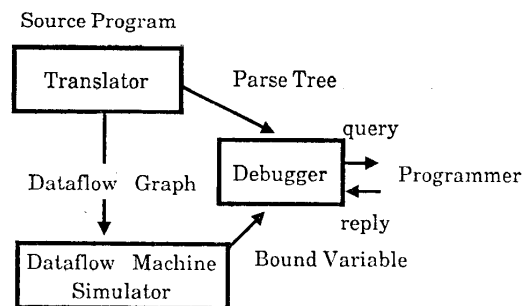 Source Program
Translator
Parse Tree
query
Debugger
Programmer
Dataflow Graph
reply
Dataflow Machine
Simulator
Bound Variable